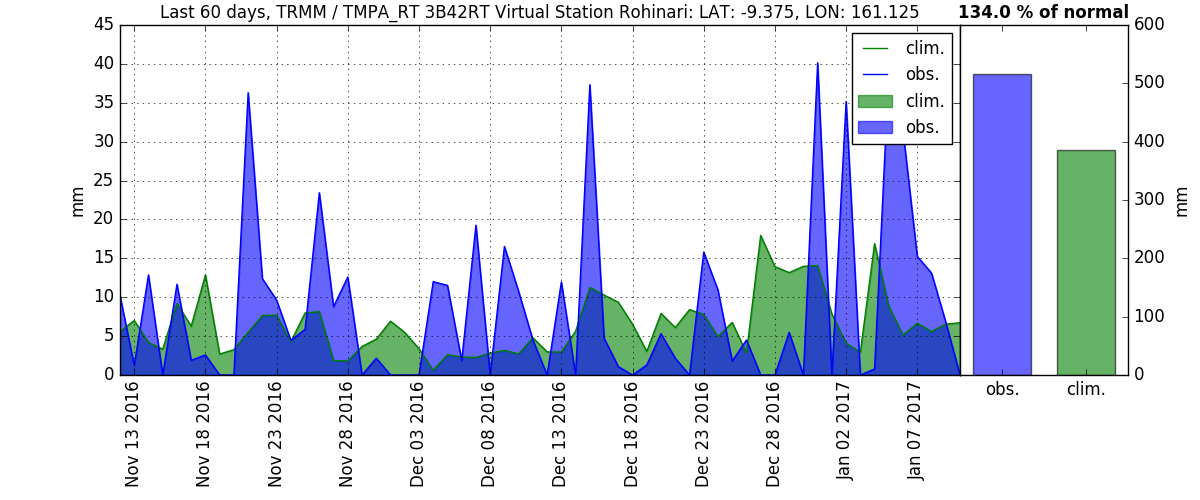 Last 60 days, TRMM / TMPA_RT 3B42RT Virtual Station Rohinari: LAT: -9.375, LON: 161.125
134.0 % of normal
45
40
35
30
25
20
15
10
5
0
mm
clim.
obs.
clim.
obs.
600
500
400
300
200
100
0
mm
Nov 13 2016
Nov 18 2016
Nov 23 2016
Nov 28 2016
Dec 03 2016
Dec 08 2016
Dec 13 2016
Dec 18 2016
Dec 23 2016
Dec 28 2016
Jan 02 2017
Jan 07 2017
obs.
clim.